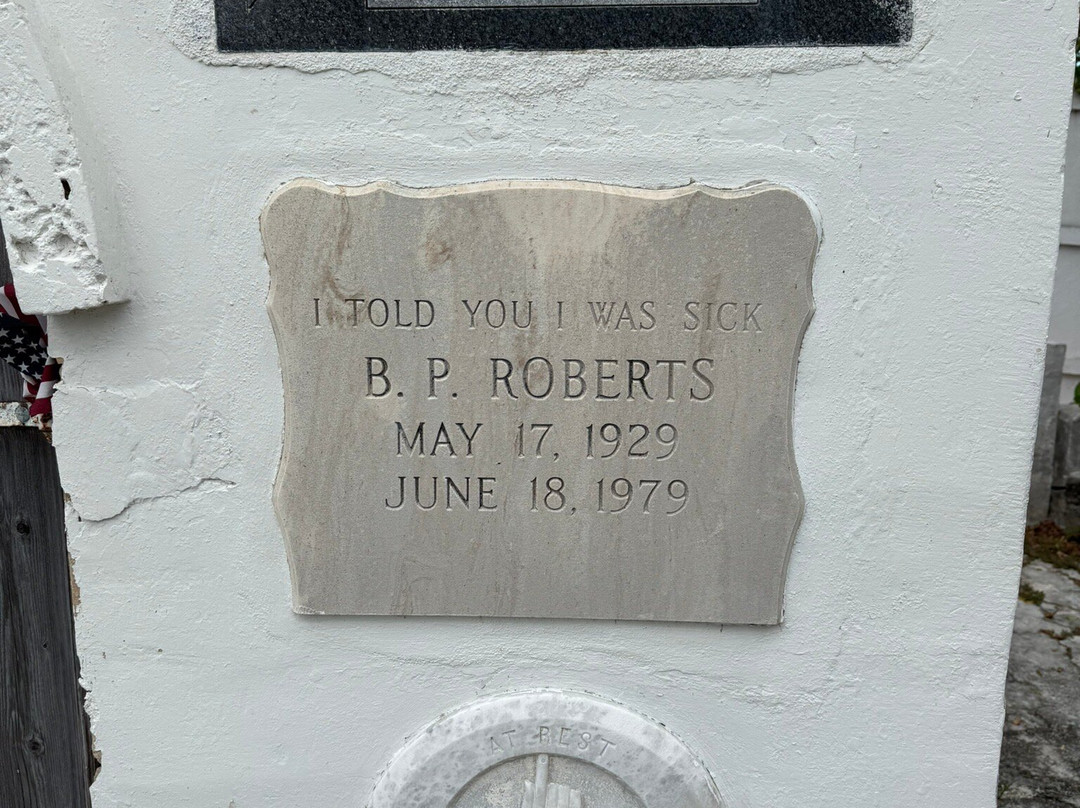 I TOLD YOU I WAS SICK
B. P. ROBERTS
MAY 17, 1929
JUNE 18, 1979
AT REST